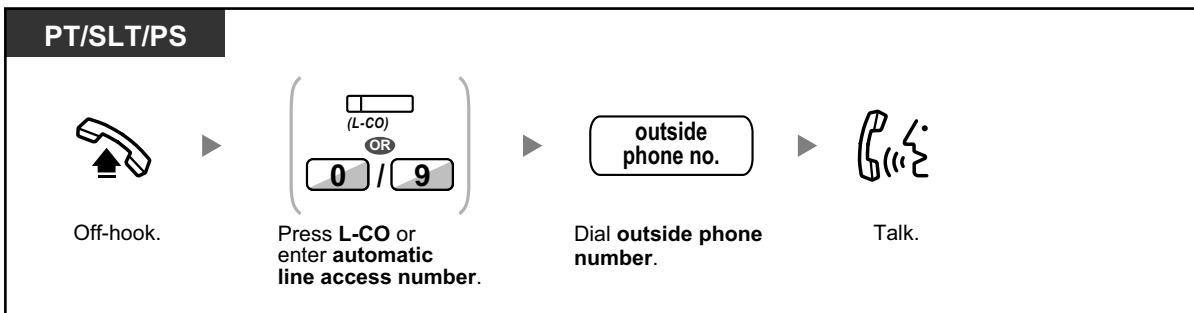 PT/SLT/PS
(L-CO)
OR
0 / 9
outside
phone no.
Off-hook.
Press L-CO or
enter automatic
line access number.
Dial outside phone
number.
Talk.